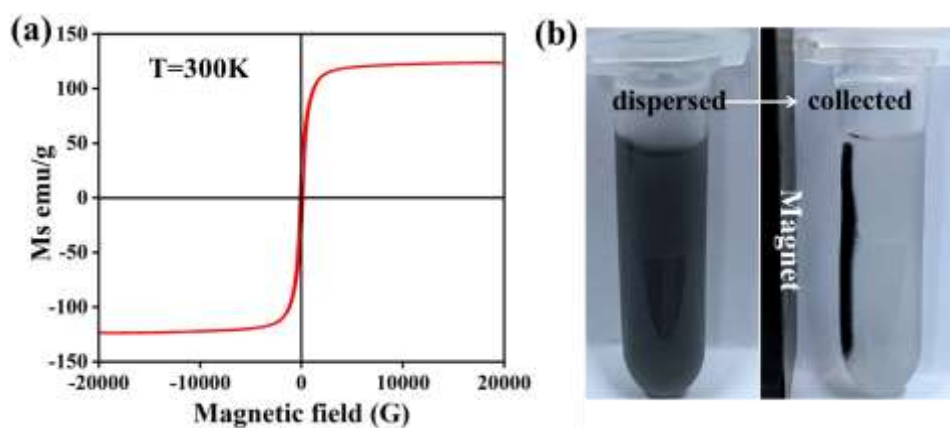 (a)
T=300K
150
100
50
0
-50
-100
-150
Ms emu/g
-20000 -10000 0 10000 20000
Magnetic field (G)
(b)
dispersed collected
Magnet